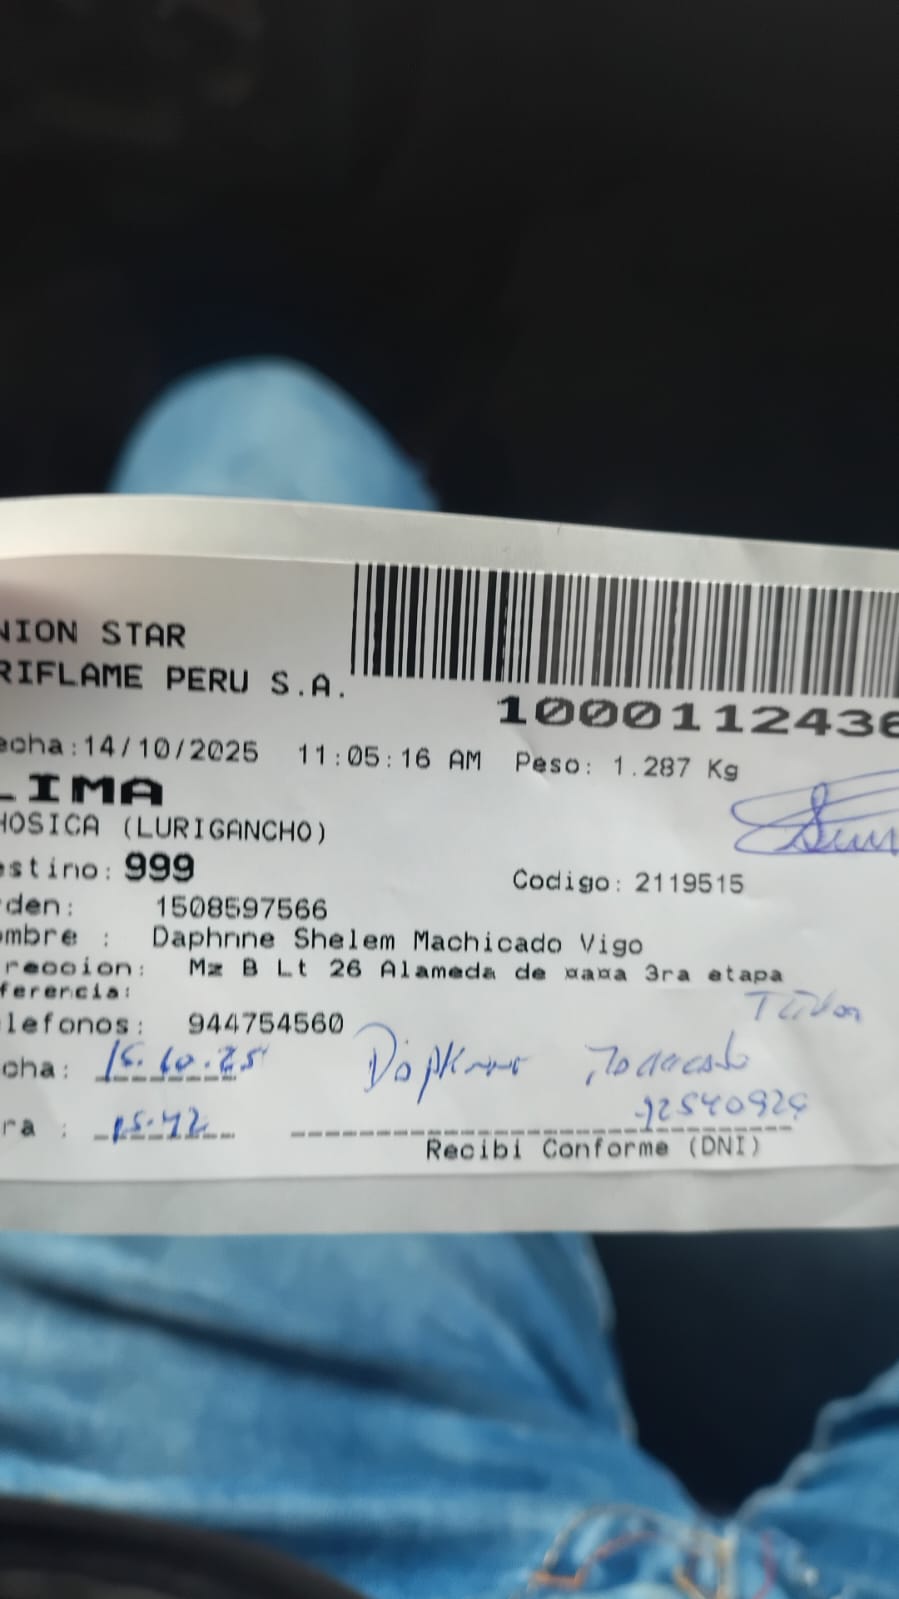 NION STAR
RIFLAME PERU S.A.
1000112436
echa:14/10/2025 11:05:16 AM Peso: 1.287 Kg
LIMA
HOSICA (LURIGANCHO)
estino: 999
Codigo: 2119515
rden: 1508597566
ombre : Daphnne Shelem Machicado Vigo
reccion: Mz B Lt 26 Alameda de ¤a¤a 3ra etapa
ferencia:
lefonos: 944754560
Titular
cha: 15.10.25
ra : 15:42
Recibi Conforme (DNI)